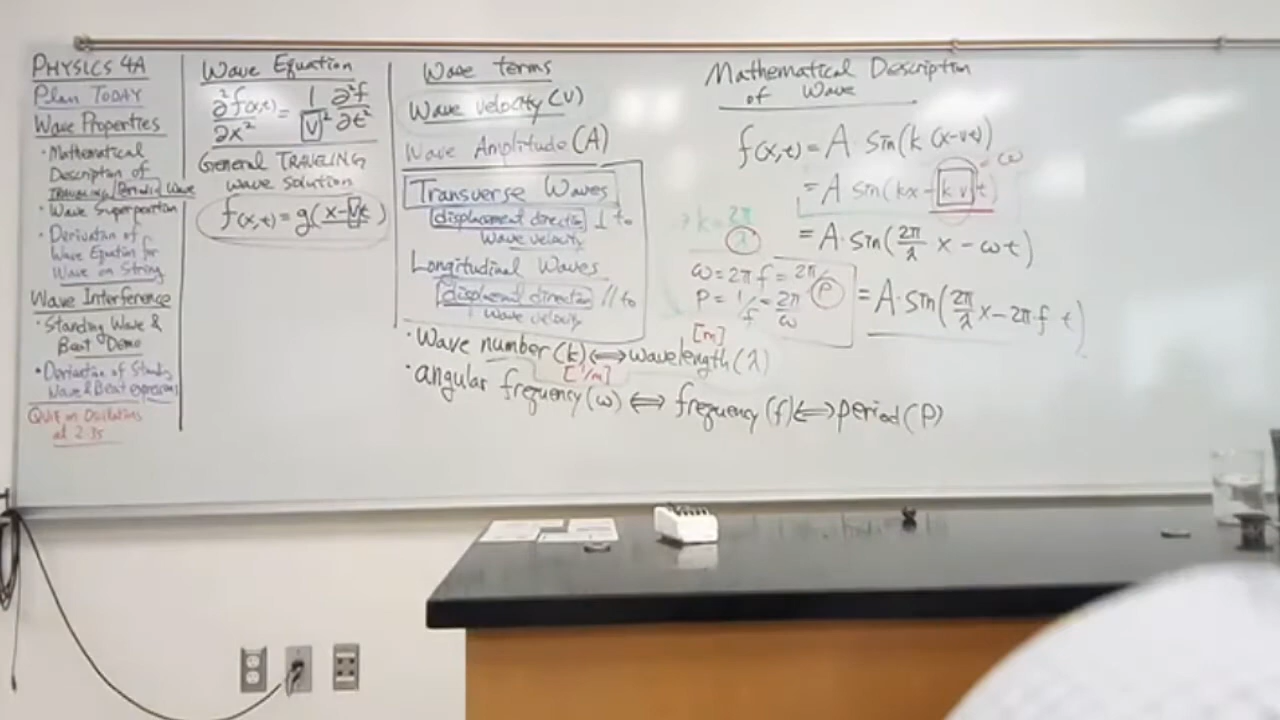 PHYSICS 4A
Plan TODAY
Wave Properties
• Mathematical
Description of
TRAVELING Periodic Wave
• Wave Superposition
• Derivation of
Wave Equation for
Wave on String
Wave Interference
• Standing Wave &
Beat Demo
• Derivation of Standing
Wave & Beat expressions
Quiz on Oscillations
at 2:35
Wave Equation
∂²f(x,t)/∂x² = 1/v² ∂²f/∂t²
General TRAVELING
wave solution
f(x,t) = g(x-vt)
Wave terms
Wave velocity (v)
Wave Amplitude (A)
Transverse Waves
displacement direction ⊥ to
wave velocity
Longitudinal Waves
displacement direction // to
wave velocity
• Wave number (k) ⟺ wavelength (λ)
[1/m] [m]
• angular frequency (ω) ⟺ frequency (f) ⟺ period (P)
Mathematical Description
of Wave
f(x,t) = A · sin(k (x-vt))
= A sin(kx - k v t) = ω
= A · sin(2π/λ x - ωt)
= A · sin(2π/λ x - 2π · f t)
k = 2π/λ
ω = 2πf = 2π/P
P = 1/f = 2π/ω